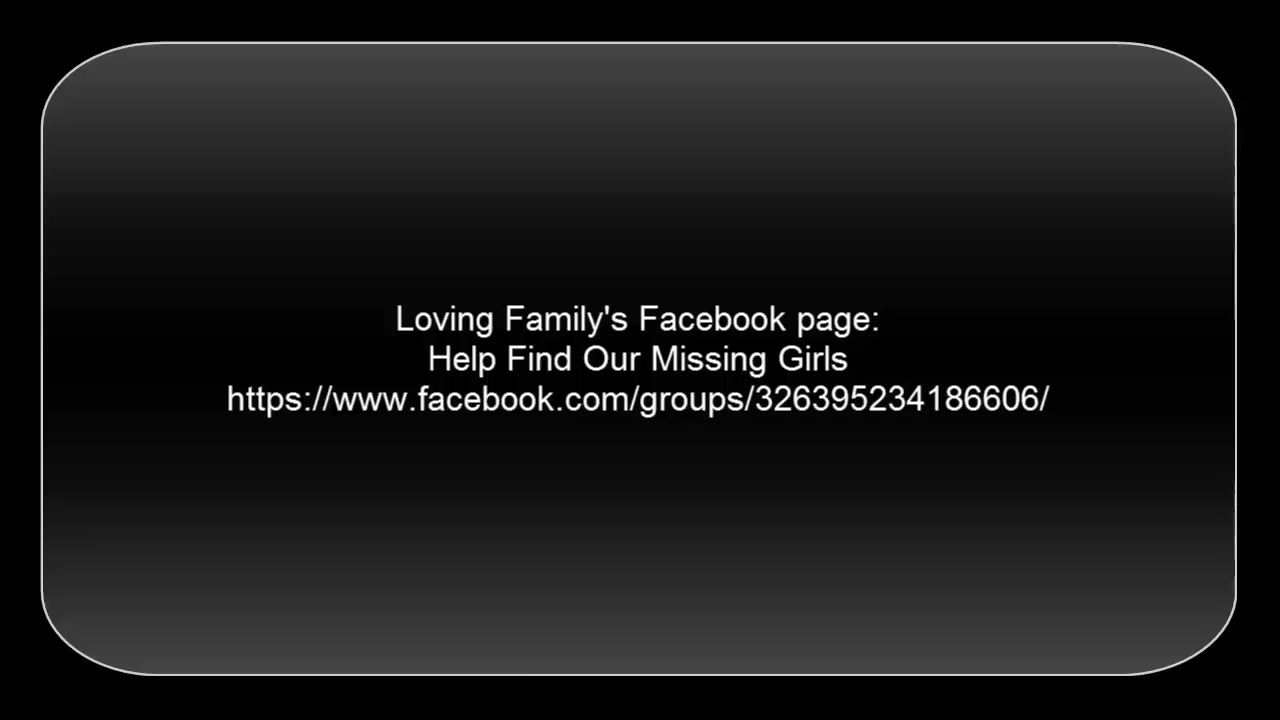 Loving Family's Facebook page:
Help Find Our Missing Girls
https://www.facebook.com/groups/326395234186606/